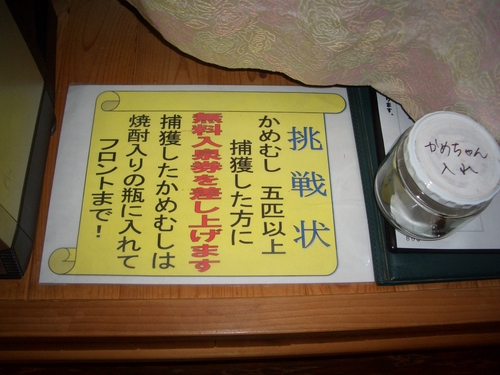 挑戦状
かめむし 五匹以上
捕獲した方に
無料入泉券を差し上げます
捕獲したかめむしは
焼酎入りの瓶に入れて
フロントまで！
かめちゃん
入れ
ます。